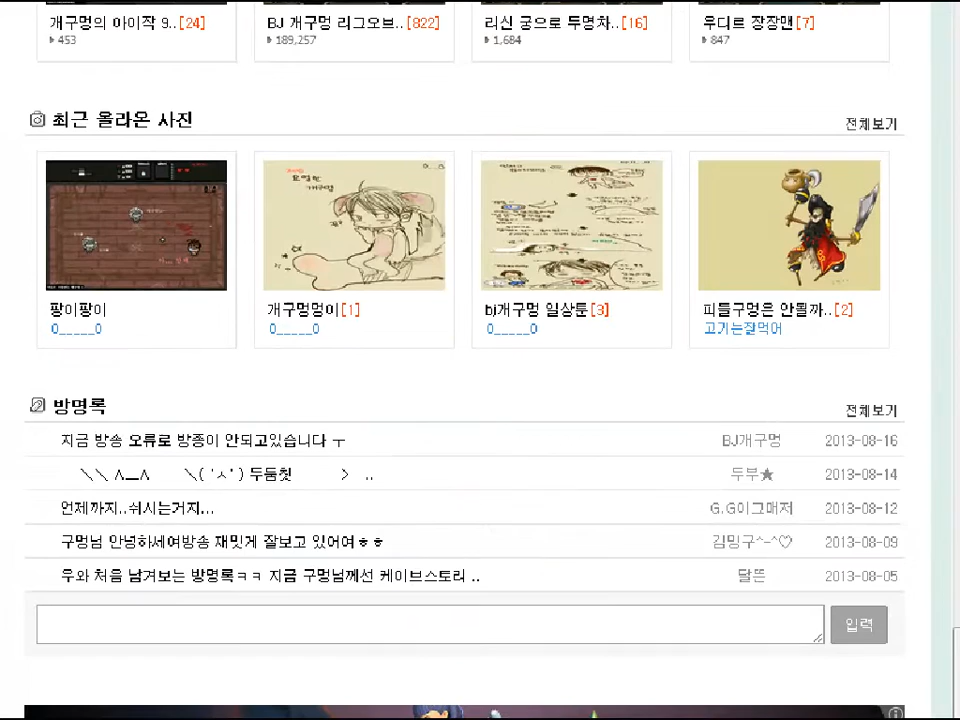 개구멍의 아이작 9..[24]
BJ 개구멍 리그오브..[822]
리신 궁으로 투명차..[16]
우디르 장장맨[7]
453
189,257
1,684
847
최근 올라온 사진
전체보기
팡이팡이
개구멍멍이[1]
bj개구멍 일상툰[3]
피들구멍은 안될까..[2]
0_____0
0_____0
0_____0
고기는잘먹어
방명록
전체보기
지금 방송 오류로 방종이 안되고있습니다 ㅜ
BJ개구멍
2013-08-16
＼＼ ㅅ_ㅅ ＼( 'ㅅ' ) 두둠칫 > ..
두부★
2013-08-14
언제까지..쉬시는거지...
G.G이그매저
2013-08-12
구멍님 안녕하세여방송 재밋게 잘보고 있어여ㅎㅎ
김밍구^-^♡
2013-08-09
우와 처음 남겨보는 방명록ㅋㅋ 지금 구멍님께선 케이브스토리 ..
달뜬
2013-08-05
입력